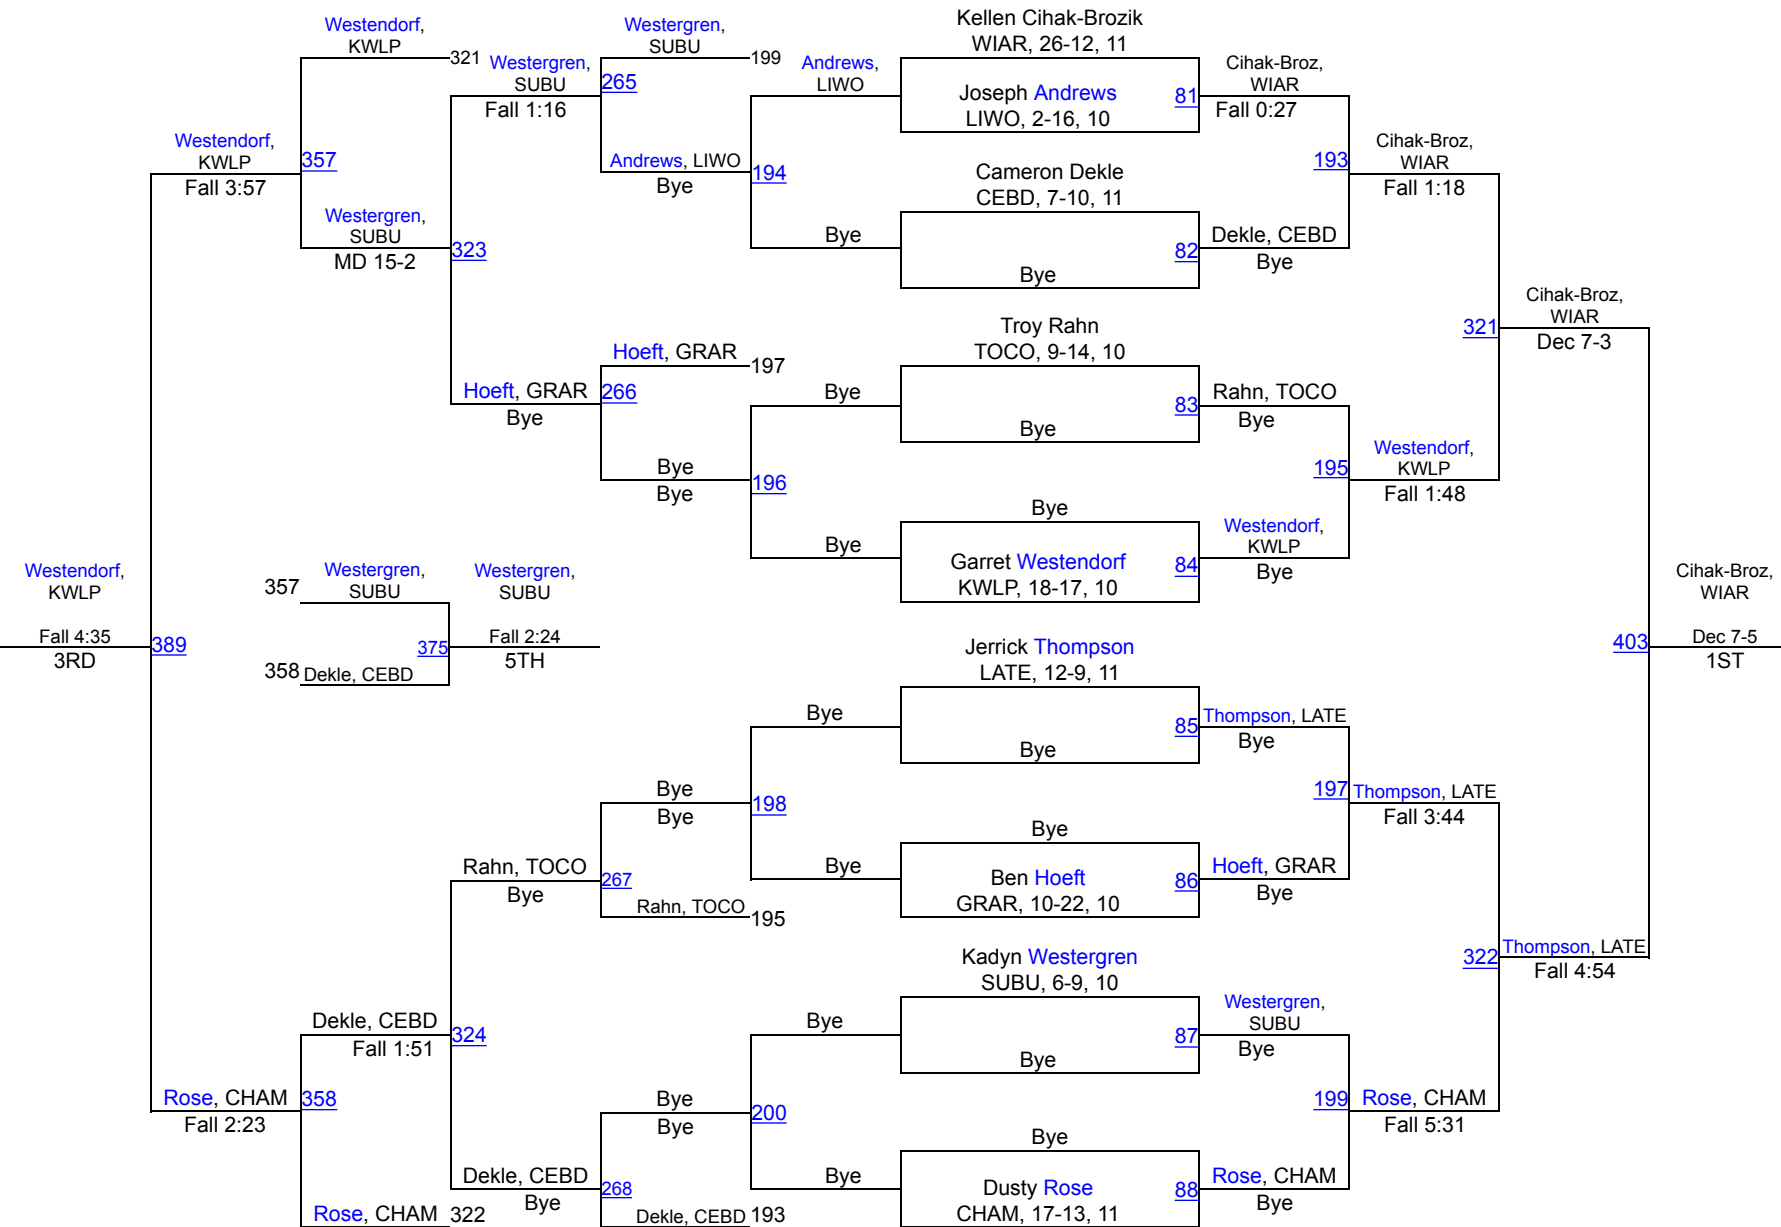 Westendorf,
KWLP
321
Westergren,
SUBU
Fall 1:16
Westergren,
SUBU
199
265
Andrews, LIWO
Bye
Andrews,
LIWO
194
Bye
Kellen Cihak-Brozik
WIAR, 26-12, 11
Joseph Andrews
LIWO, 2-16, 10
81
Cihak-Broz,
WIAR
Fall 0:27
Cameron Dekle
CEBD, 7-10, 11
Bye
82
Dekle, CEBD
Bye
193
Cihak-Broz,
WIAR
Fall 1:18
Westendorf,
KWLP
Fall 3:57
357
Westergren,
SUBU
MD 15-2
323
Hoeft, GRAR
Bye
Hoeft, GRAR
197
266
Bye
Bye
Bye
196
Bye
Troy Rahn
TOCO, 9-14, 10
Bye
83
Rahn, TOCO
Bye
Bye
Garret Westendorf
KWLP, 18-17, 10
84
Westendorf,
KWLP
Bye
195
Westendorf,
KWLP
Fall 1:48
321
Cihak-Broz,
WIAR
Dec 7-3
Westendorf,
KWLP
Fall 4:35
3RD
389
357
Westergren,
SUBU
358
Dekle, CEBD
375
Westergren,
SUBU
Fall 2:24
5TH
403
Cihak-Broz,
WIAR
Dec 7-5
1ST
Jerrick Thompson
LATE, 12-9, 11
Bye
85
Thompson, LATE
Bye
Bye
Bye
Bye
198
Bye
Bye
Ben Hoeft
GRAR, 10-22, 10
86
Hoeft, GRAR
Bye
197
Thompson, LATE
Fall 3:44
Rahn, TOCO
Bye
267
Rahn, TOCO
195
Kadyn Westergren
SUBU, 6-9, 10
Bye
87
Westergren,
SUBU
Bye
322
Thompson, LATE
Fall 4:54
Dekle, CEBD
Fall 1:51
324
Bye
Rose, CHAM
Fall 2:23
358
Bye
Bye
200
Bye
Bye
Dusty Rose
CHAM, 17-13, 11
88
Rose, CHAM
Bye
199
Rose, CHAM
Fall 5:31
Dekle, CEBD
Bye
268
Dekle, CEBD
193
Rose, CHAM
322